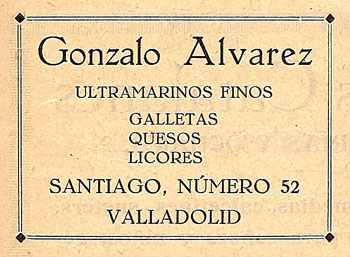 Gonzalo Alvarez
ULTRAMARINOS FINOS
GALLETAS
QUESOS
LICORES
SANTIAGO, NÚMERO 52
VALLADOLID